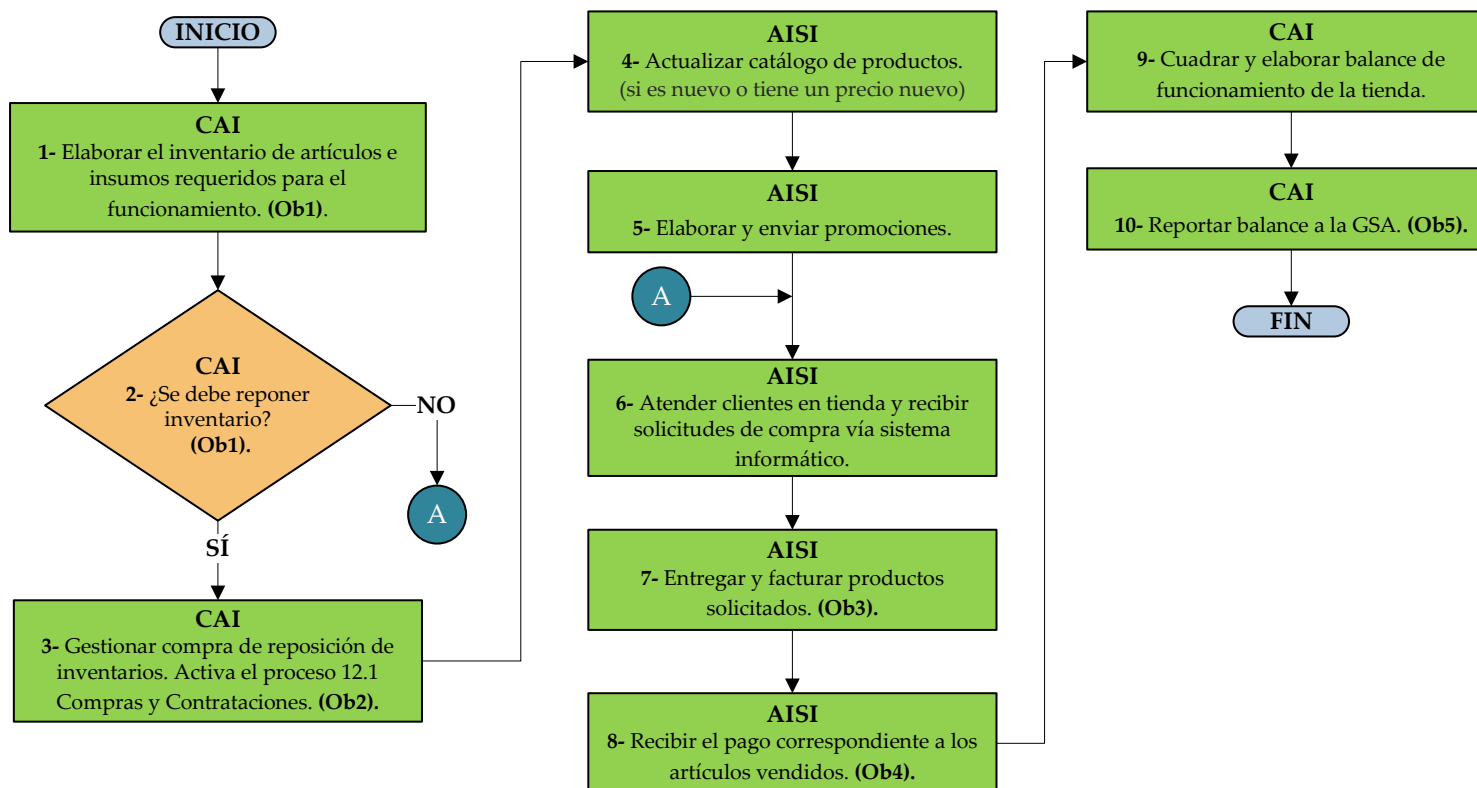 INICIO
CAI
1- Elaborar el inventario de artículos e
insumos requeridos para el
funcionamiento. (Ob1).
CAI
2- ¿Se debe reponer
inventario?
(Ob1).
NO
A
SÍ
CAI
3- Gestionar compra de reposición de
inventarios. Activa el proceso 12.1
Compras y Contrataciones. (Ob2).
AISI
4- Actualizar catálogo de productos.
(si es nuevo o tiene un precio nuevo)
AISI
5- Elaborar y enviar promociones.
A
AISI
6- Atender clientes en tienda y recibir
solicitudes de compra vía sistema
informático.
AISI
7- Entregar y facturar productos
solicitados. (Ob3).
AISI
8- Recibir el pago correspondiente a los
artículos vendidos. (Ob4).
CAI
9- Cuadrar y elaborar balance de
funcionamiento de la tienda.
CAI
10- Reportar balance a la GSA. (Ob5).
FIN